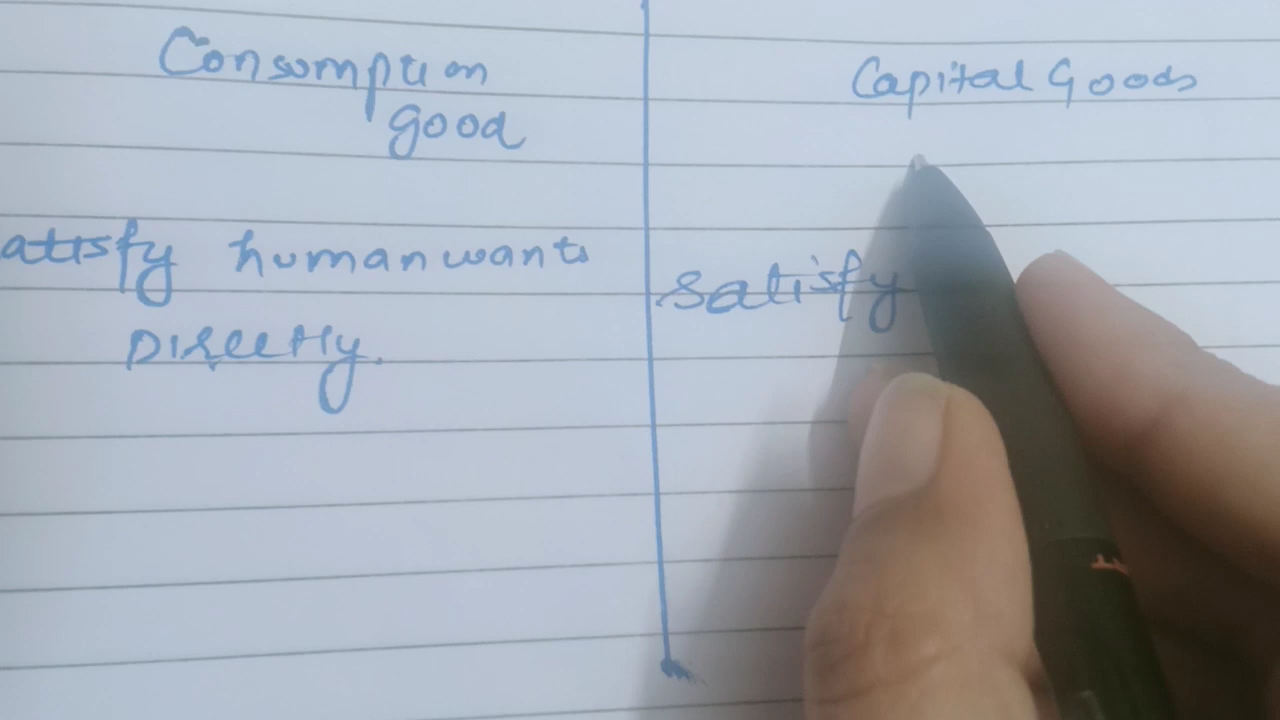 Consumption
good
Capital Goods
atisfy human wants
Directly.
Satisfy